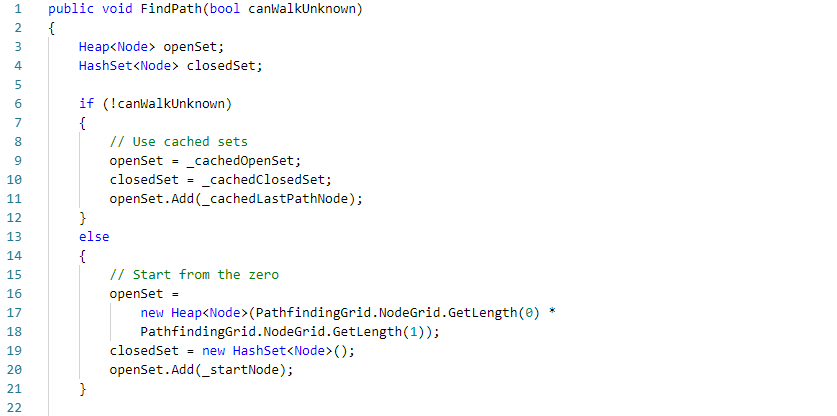 1 public void FindPath(bool canWalkUnknown)
2 {
3     Heap<Node> openSet;
4     HashSet<Node> closedSet;
5
6     if (!canWalkUnknown)
7     {
8         // Use cached sets
9         openSet = _cachedOpenSet;
10         closedSet = _cachedClosedSet;
11         openSet.Add(_cachedLastPathNode);
12     }
13     else
14     {
15         // Start from the zero
16         openSet =
17             new Heap<Node>(PathfindingGrid.NodeGrid.GetLength(0) *
18             PathfindingGrid.NodeGrid.GetLength(1));
19         closedSet = new HashSet<Node>();
20         openSet.Add(_startNode);
21     }
22